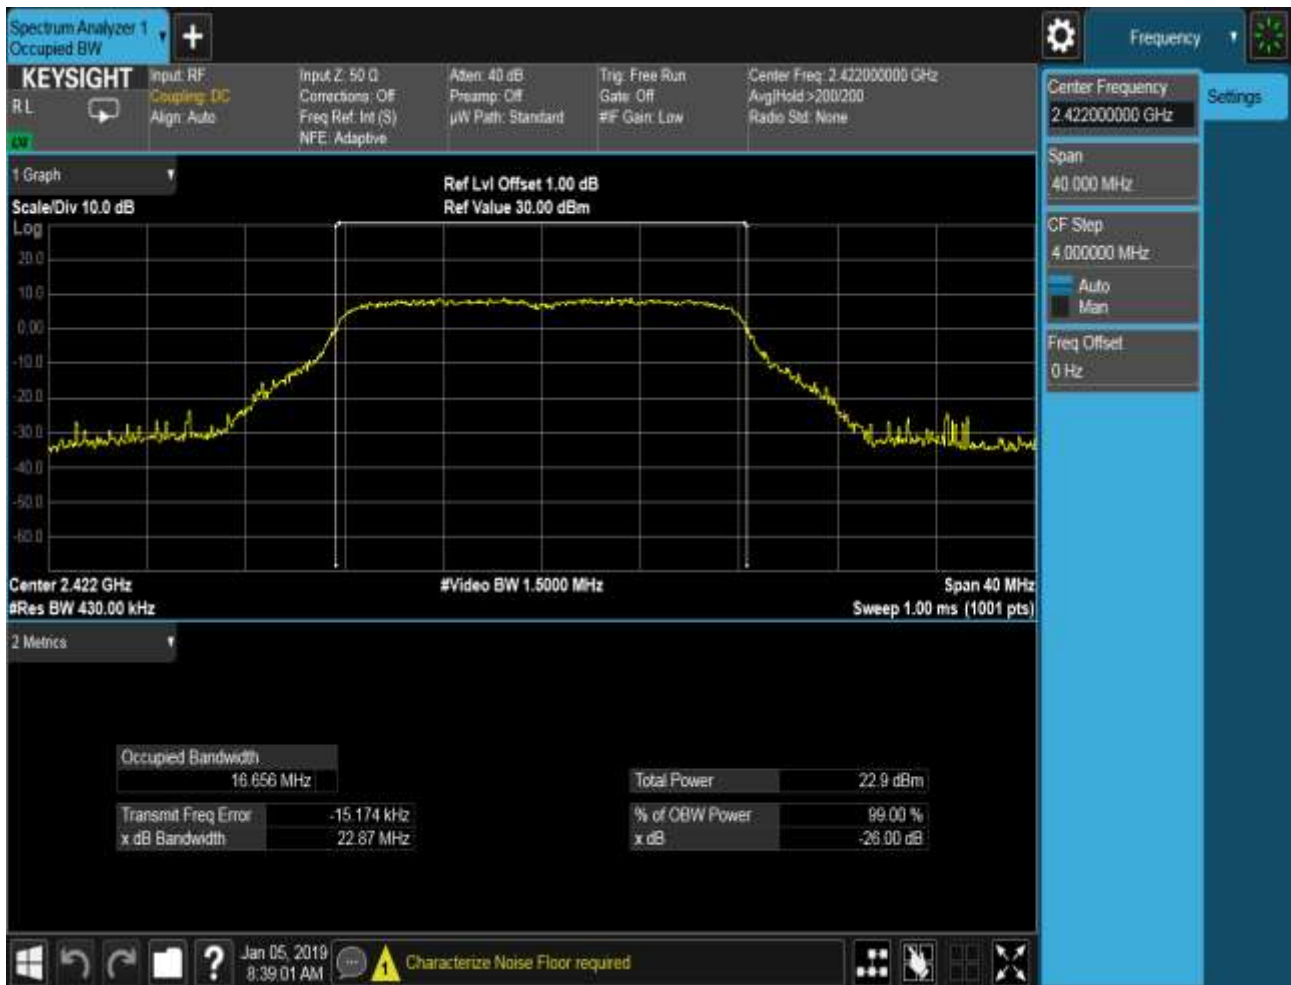 Spectrum Analyzer 1
Occupied BW
+
Frequency
KEYSIGHT
R L
Input: RF
Coupling: DC
Align: Auto
Input Z: 50 Ω
Corrections: Off
Freq Ref: Int (S)
NFE: Adaptive
Atten: 40 dB
Preamp: Off
µW Path: Standard
Trig: Free Run
Gate: Off
#IF Gain: Low
Center Freq: 2.422000000 GHz
Avg|Hold >200/200
Radio Std: None
Center Frequency
2.422000000 GHz
Settings
Span
40.000 MHz
CF Step
4.000000 MHz
Auto
Man
Freq Offset
0 Hz
1 Graph
Scale/Div 10.0 dB
Ref Lvl Offset 1.00 dB
Ref Value 30.00 dBm
Log
20.0
10.0
0.00
-10.0
-20.0
-30.0
-40.0
-50.0
-60.0
Center 2.422 GHz
#Video BW 1.5000 MHz
Span 40 MHz
#Res BW 430.00 kHz
Sweep 1.00 ms (1001 pts)
2 Metrics
Occupied Bandwidth
16.656 MHz
Total Power 22.9 dBm
Transmit Freq Error -15.174 kHz
% of OBW Power 99.00 %
x dB Bandwidth 22.87 MHz
x dB -26.00 dB
?
Jan 05, 2019
8:39:01 AM
1
Characterize Noise Floor required